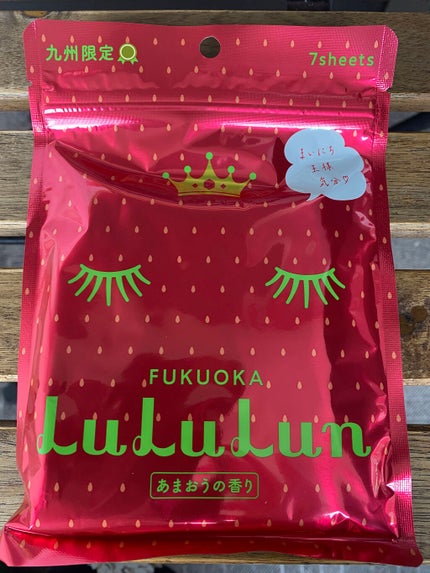 九州限定
7sheets
まいにち
王様
気分♡
FUKUOKA
LuLuLun
あまおうの香り